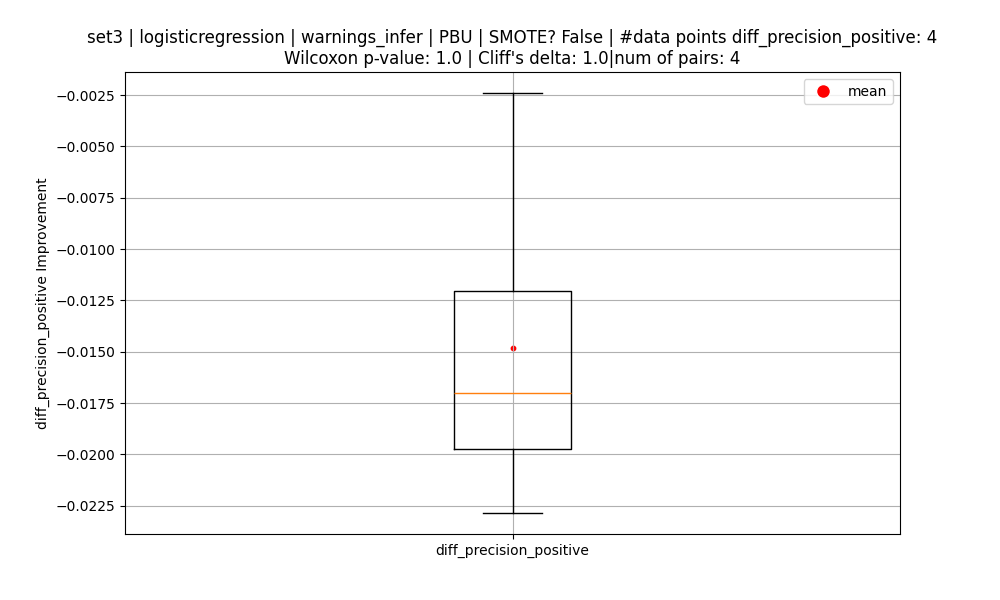 set3 | logisticregression | warnings_infer | PBU | SMOTE? False | #data points diff_precision_positive: 4
Wilcoxon p-value: 1.0 | Cliff's delta: 1.0|num of pairs: 4
mean
−0.0025
−0.0050
−0.0075
−0.0100
−0.0125
−0.0150
−0.0175
−0.0200
−0.0225
diff_precision_positive Improvement
diff_precision_positive